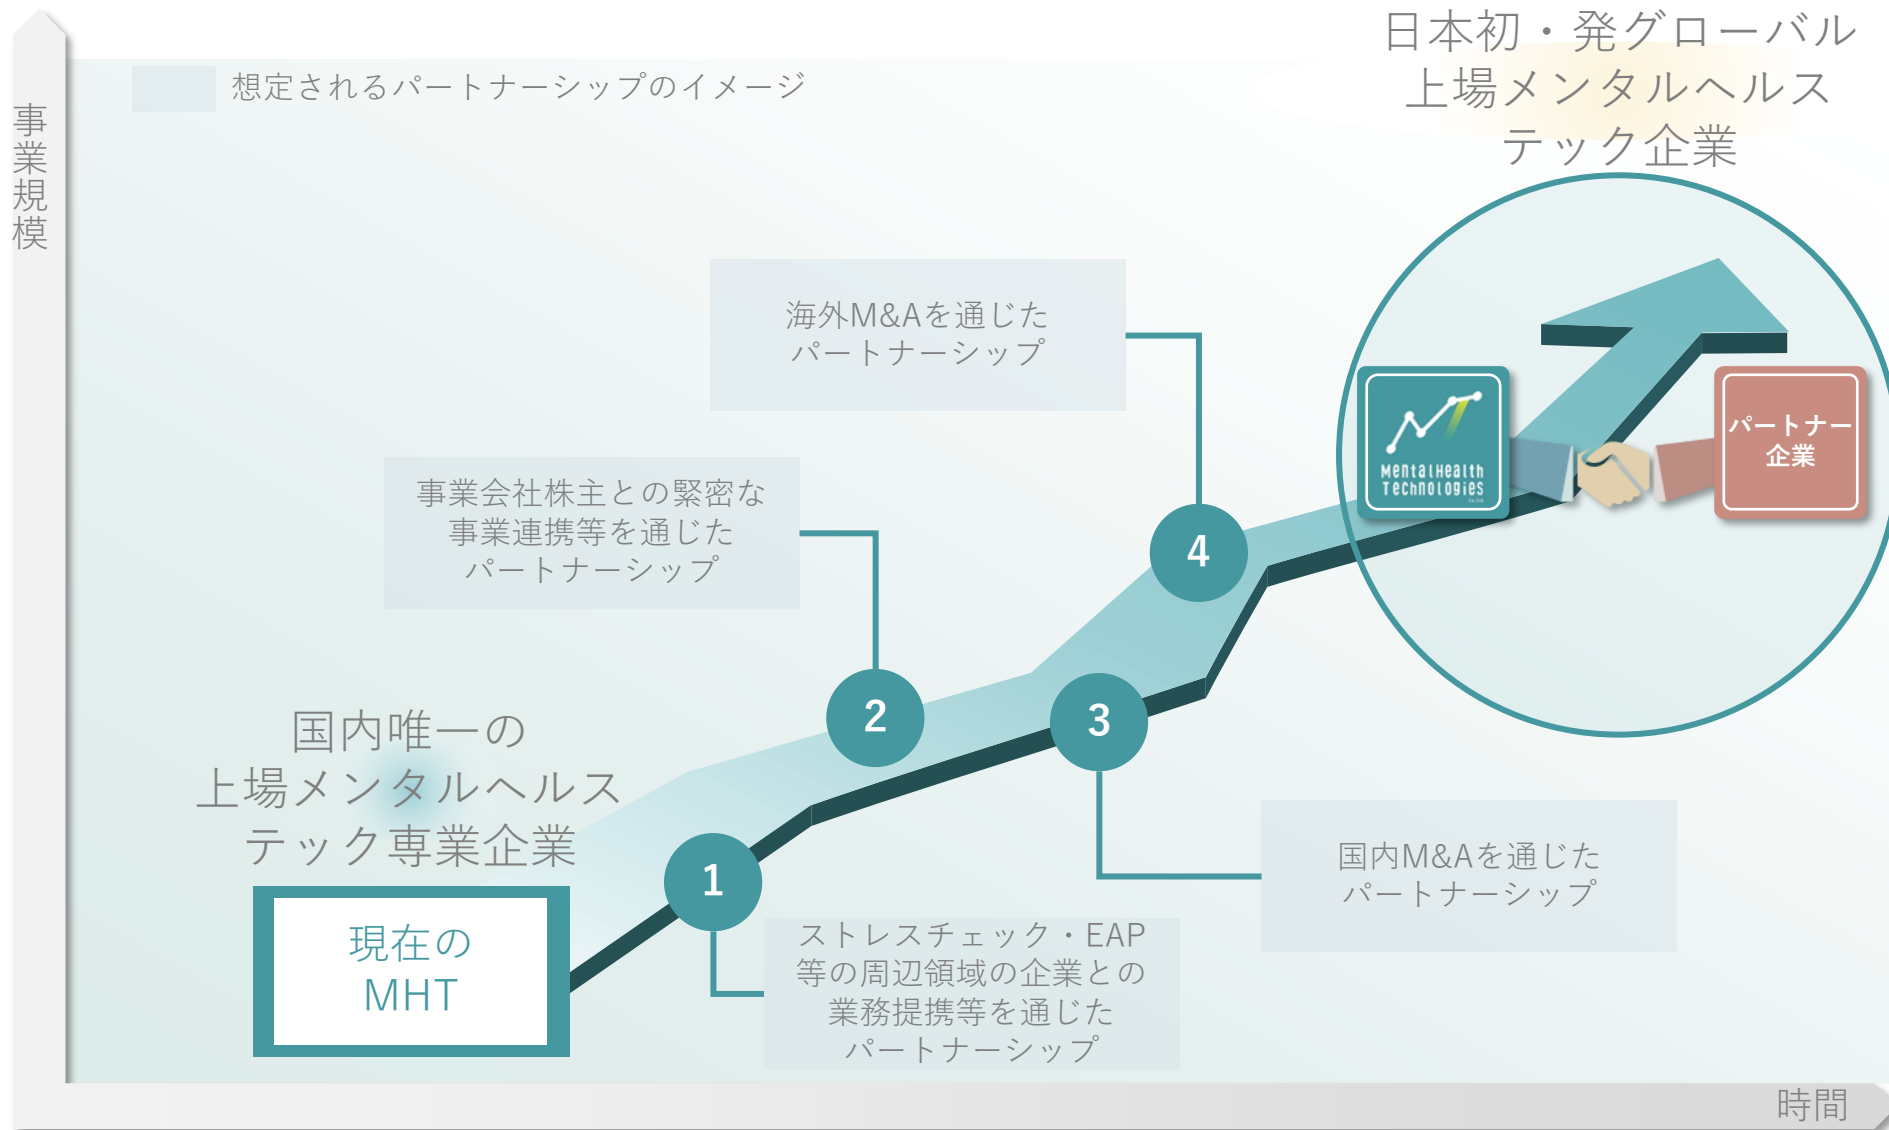 日本初・発グローバル
上場メンタルヘルス
テック企業
想定されるパートナーシップのイメージ
事業規模
海外M&Aを通じた
パートナーシップ
事業会社株主との緊密な
事業連携等を通じた
パートナーシップ
MentalHealth
Technologies
パートナー
企業
4
2
3
国内唯一の
上場メンタルヘルス
テック専業企業
1
国内M&Aを通じた
パートナーシップ
現在の
MHT
ストレスチェック・EAP
等の周辺領域の企業との
業務提携等を通じた
パートナーシップ
時間